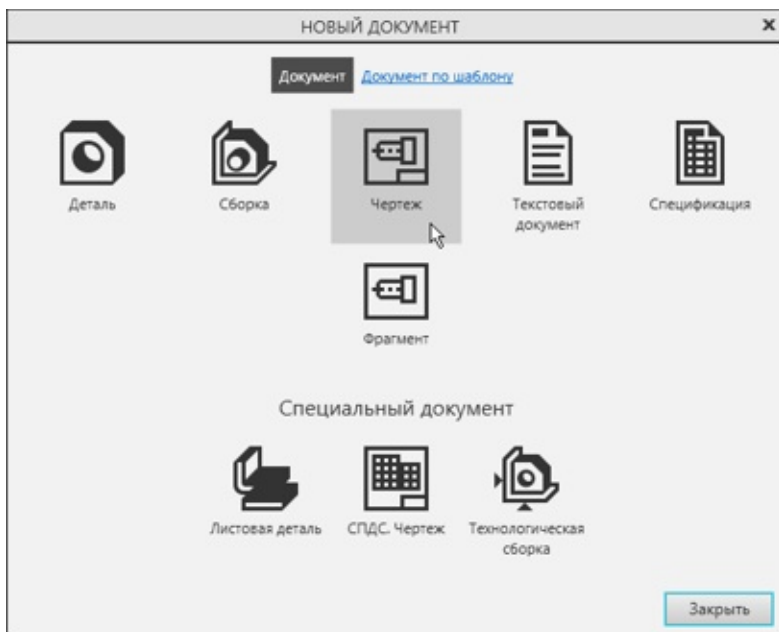 НОВЫЙ ДОКУМЕНТ
Документ Документ по шаблону
Деталь
Сборка
Чертеж
Текстовый
документ
Спецификация
Фрагмент
Специальный документ
Листовая деталь
СПДС. Чертеж
Технологическая
сборка
Закрыть